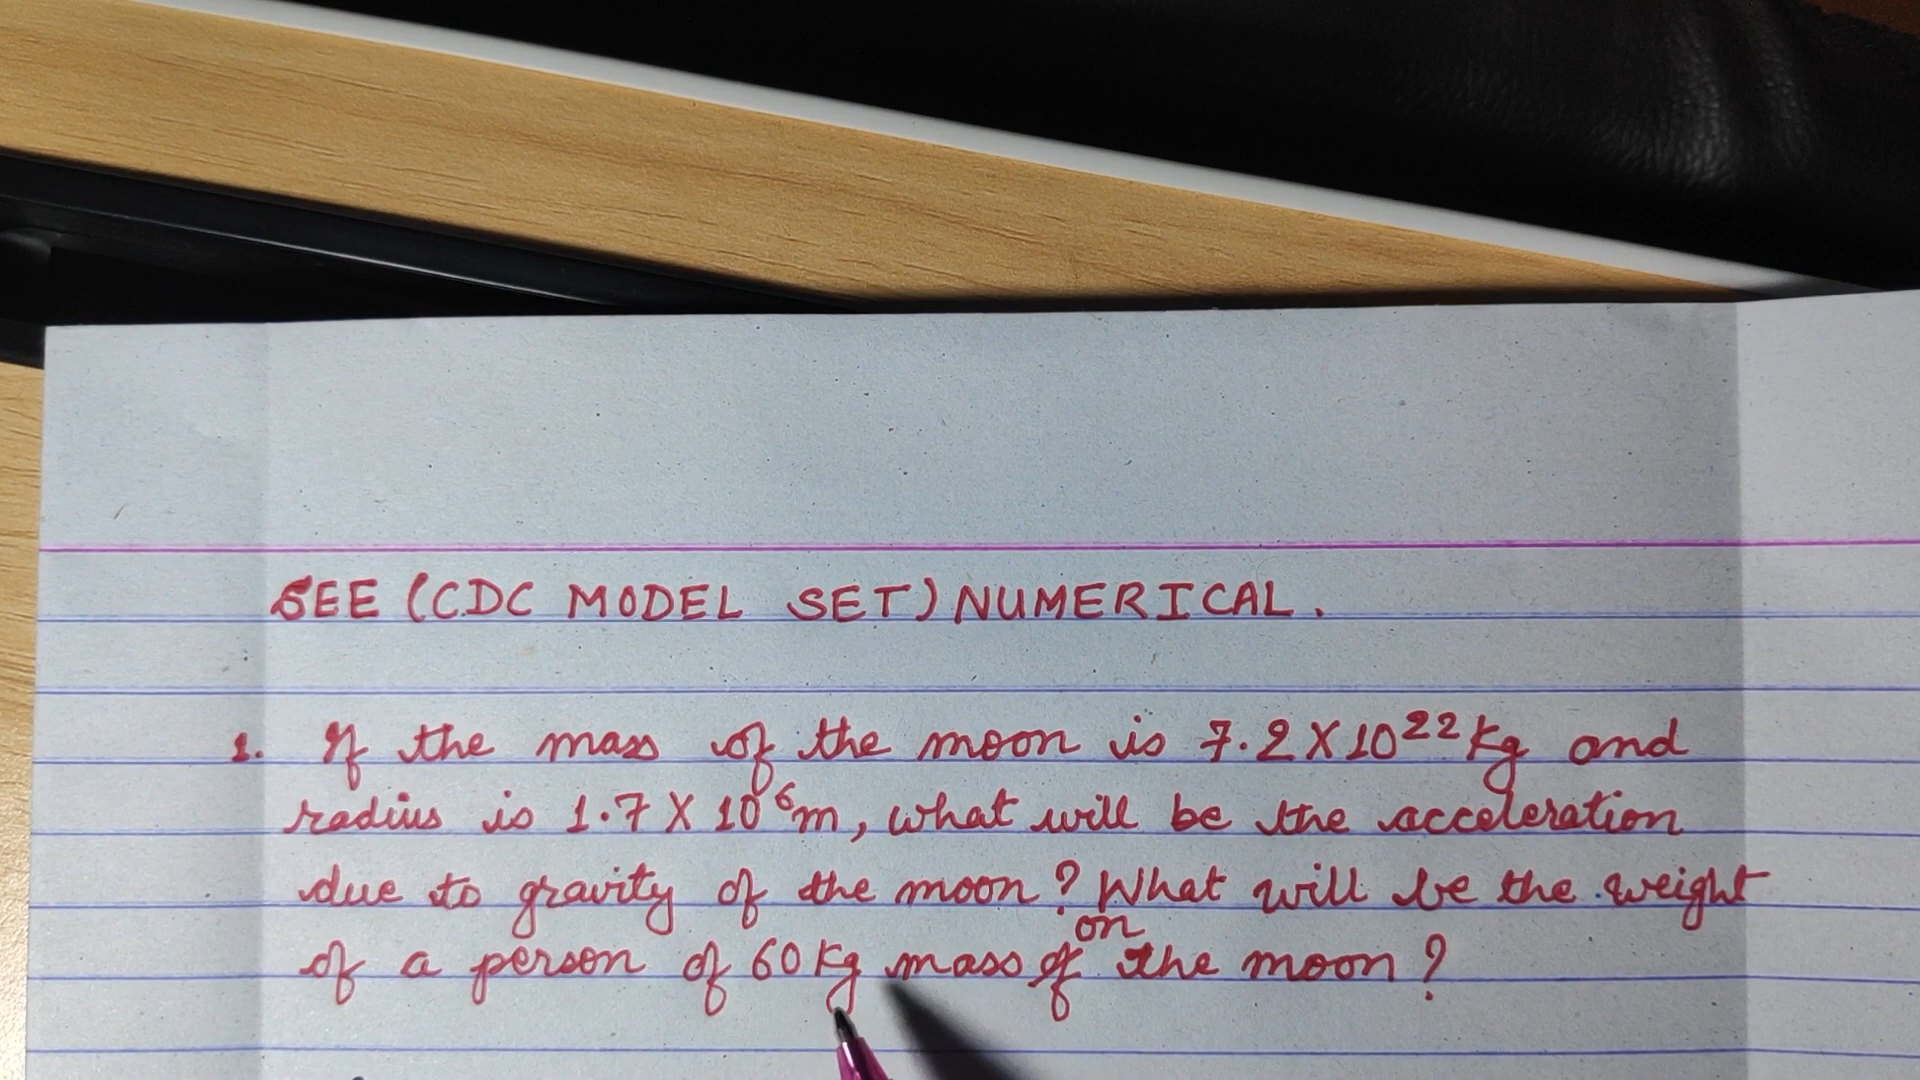 SEE (CDC MODEL SET) NUMERICAL.
1. If the mass of the moon is 7.2 X 10²² Kg and
radius is 1.7 X 10⁶m, what will be the acceleration
due to gravity of the moon? What will be the weight
of a person of 60 Kg mass on the moon?